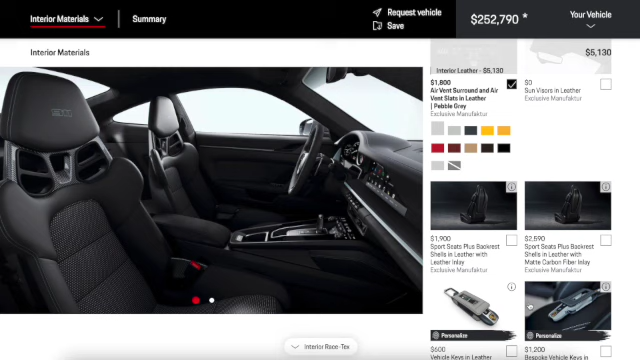 Interior Materials
Summary
Request vehicle
Save
$252,790 *
Your Vehicle
Interior Materials
Interior Leather - $5,130
$5,130
$1,800
Air Vent Surround and Air
Vent Slats in Leather
| Pebble Grey
Exclusive Manufaktur
$0
Sun Visors in Leather
Exclusive Manufaktur
$1,900
Sport Seats Plus Backrest
Shells in Leather with
Leather Inlay
Exclusive Manufaktur
$2,590
Sport Seats Plus Backrest
Shells in Leather with
Matte Carbon Fiber Inlay
Exclusive Manufaktur
Personalize
Personalize
$600
Vehicle Keys in Leather
$1,200
Bespoke Vehicle Keys in
Interior Race-Tex